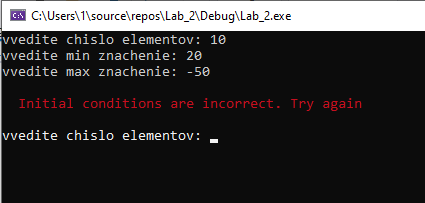 C:\Users\1\source\repos\Lab_2\Debug\Lab_2.exe
vvedite chislo elementov: 10
vvedite min znachenie: 20
vvedite max znachenie: -50
Initial conditions are incorrect. Try again
vvedite chislo elementov: